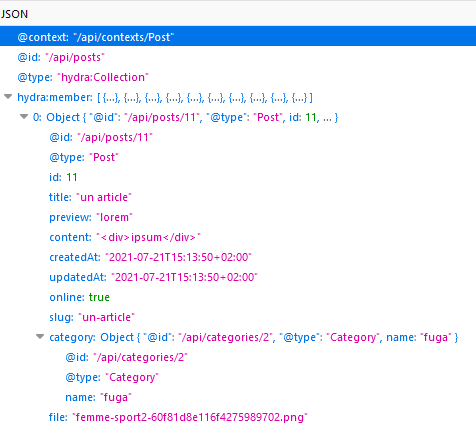 JSON
@context: "/api/contexts/Post"
@id: "/api/posts"
@type: "hydra:Collection"
hydra:member: [ {…}, {…}, {…}, {…}, {…}, {…}, {…}, {…}, {…}, {…} ]
0: Object { "@id": "/api/posts/11", "@type": "Post", id: 11, … }
@id: "/api/posts/11"
@type: "Post"
id: 11
title: "un article"
preview: "lorem"
content: "<div>ipsum</div>"
createdAt: "2021-07-21T15:13:50+02:00"
updatedAt: "2021-07-21T15:13:50+02:00"
online: true
slug: "un-article"
category: Object { "@id": "/api/categories/2", "@type": "Category", name: "fuga" }
@id: "/api/categories/2"
@type: "Category"
name: "fuga"
file: "femme-sport2-60f81d8e116f4275989702.png"